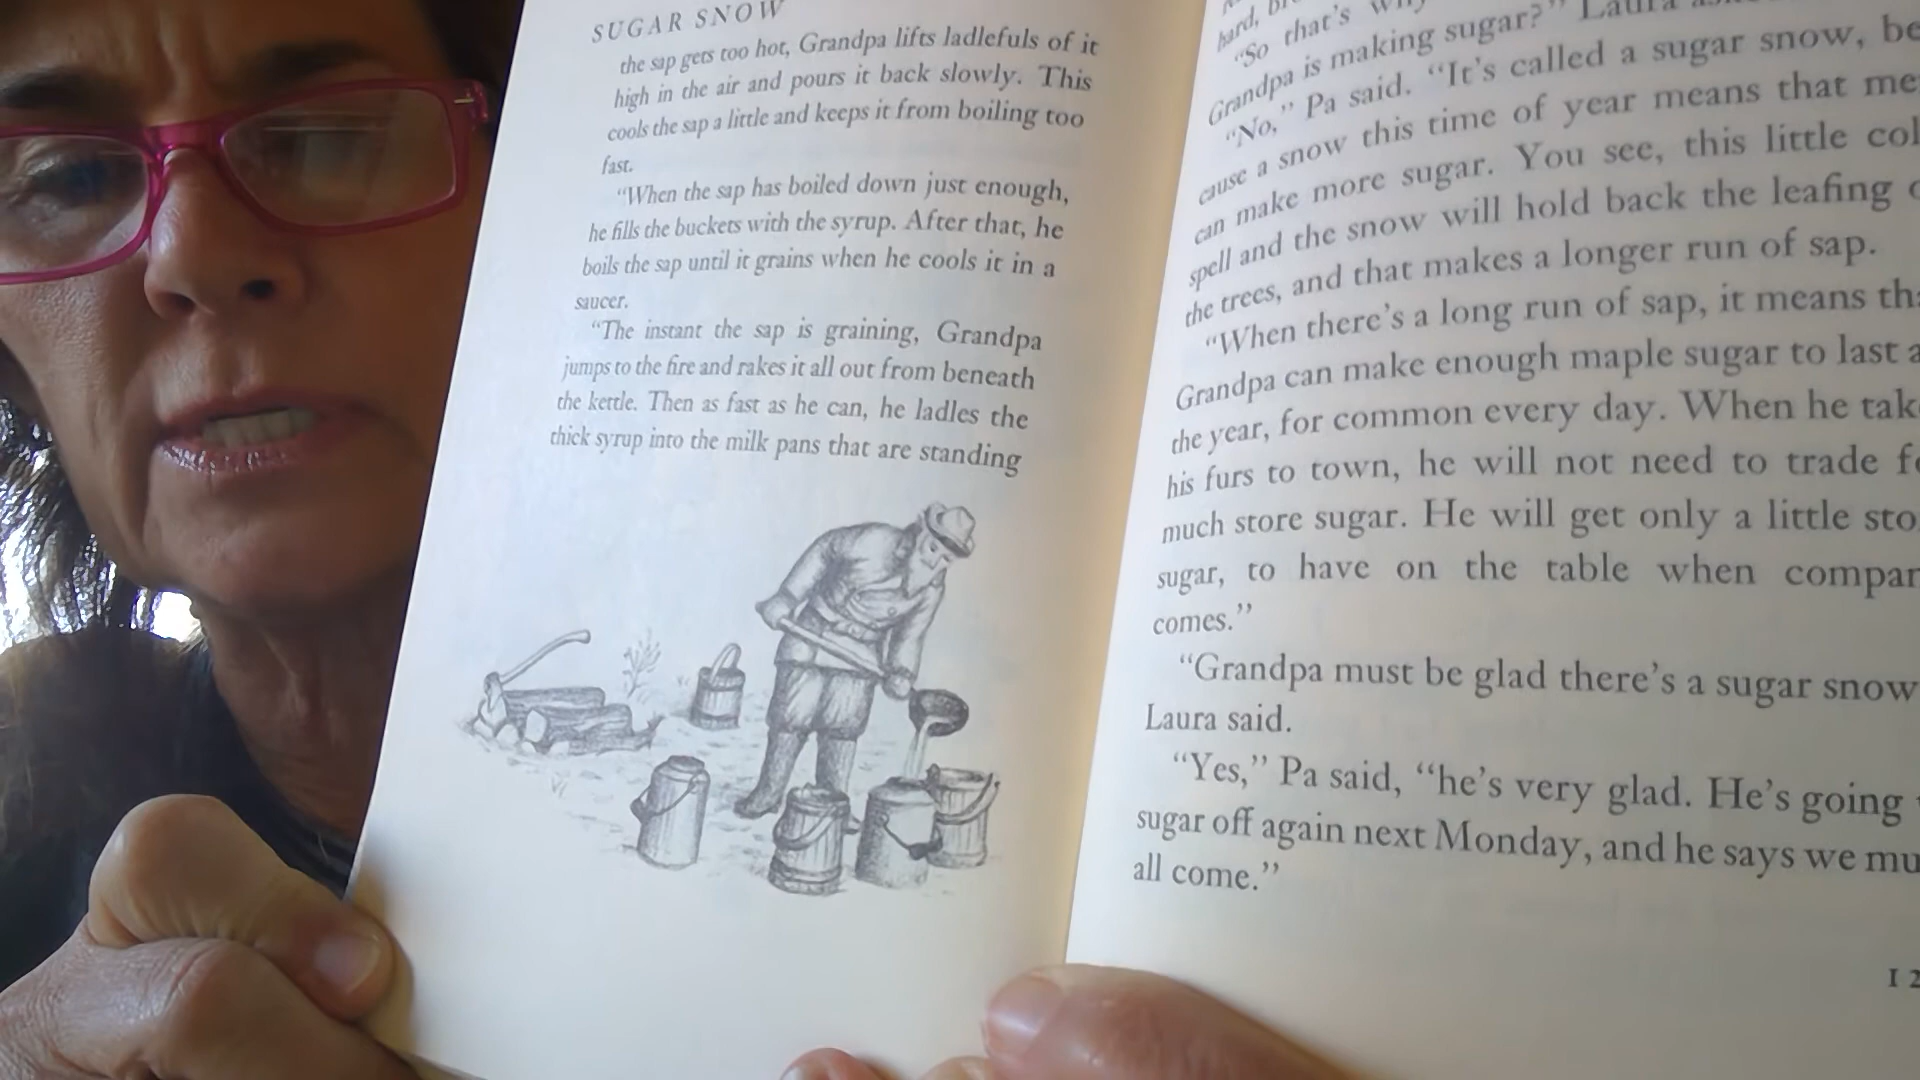 SUGAR SNOW
the sap gets too hot, Grandpa lifts ladlefuls of it
high in the air and pours it back slowly. This
cools the sap a little and keeps it from boiling too
fast.
"When the sap has boiled down just enough,
he fills the buckets with the syrup. After that, he
boils the sap until it grains when he cools it in a
saucer.
"The instant the sap is graining, Grandpa
jumps to the fire and rakes it all out from beneath
the kettle. Then as fast as he can, he ladles the
thick syrup into the milk pans that are standing
hard,
"So that's why
Grandpa is making sugar?" Laura
"No," Pa said. "It's called a sugar snow, be
cause a snow this time of year means that me
can make more sugar. You see, this little col
spell and the snow will hold back the leafing o
the trees, and that makes a longer run of sap.
"When there's a long run of sap, it means tha
Grandpa can make enough maple sugar to last a
the year, for common every day. When he take
his furs to town, he will not need to trade fo
much store sugar. He will get only a little sto
sugar, to have on the table when compan
comes."
"Grandpa must be glad there's a sugar snow
Laura said.
"Yes," Pa said, "he's very glad. He's going
sugar off again next Monday, and he says we mu
all come."
12